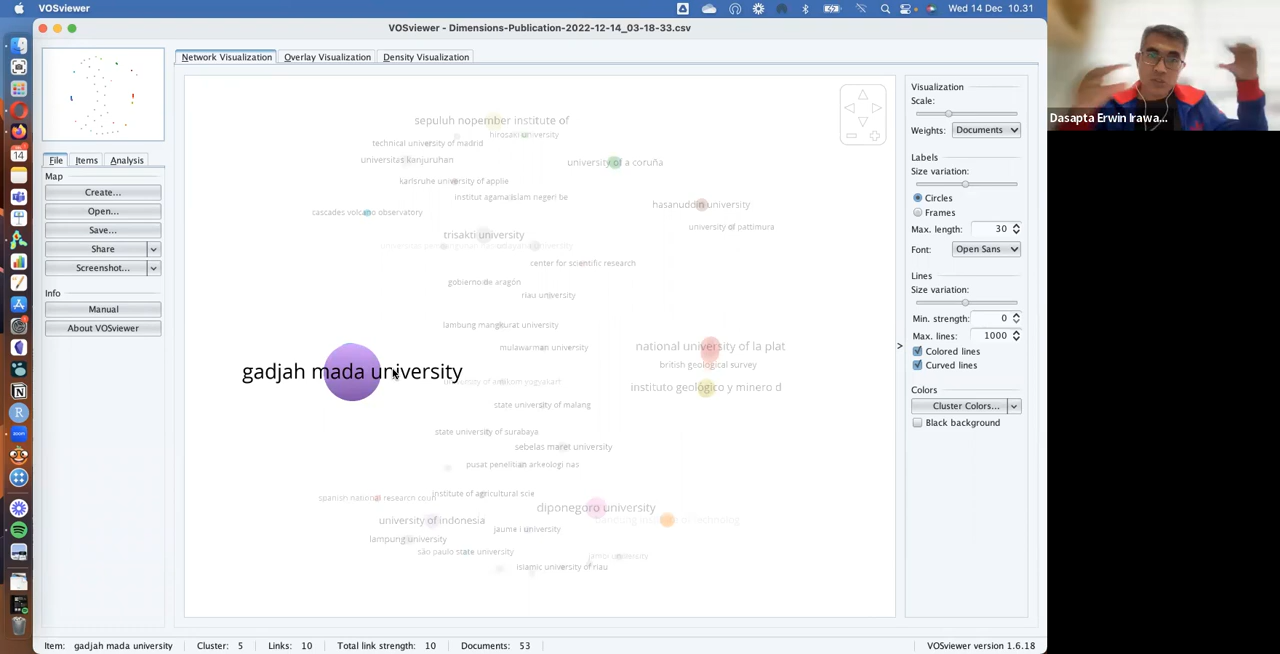 VOSviewer
Wed 14 Dec 10.31
VOSviewer - Dimensions-Publication-2022-12-14_03-18-33.csv
Network Visualization
Overlay Visualization
Density Visualization
File
Items
Analysis
Map
Create...
Open...
Save...
Share
Screenshot...
Info
Manual
About VOSviewer
sepuluh nopember institute of
hirosaki university
technical university of madrid
universitas kanjuruhan
university of a coruña
karlsruhe university of applie
institut agama islam negeri be
hasanuddin university
cascades volcano observatory
university of pattimura
trisakti university
center for scientific research
gobierno de aragón
riau university
lambung mangkurat university
national university of la plat
mulawarman university
british geological survey
gadjah mada university
instituto geológico y minero d
state university of malang
state university of surabaya
sebelas maret university
pusat penelitian arkeologi nas
institute of agricultural scie
spanish national research coun
diponegoro university
university of indonesia
jaume i university
lampung university
são paulo state university
jambi university
islamic university of riau
Visualization
Scale:
Weights:
Documents
Labels
Size variation:
Circles
Frames
Max. length:
30
Font:
Open Sans
Lines
Size variation:
Min. strength:
0
Max. lines:
1000
Colored lines
Curved lines
Colors
Cluster Colors...
Black background
Item: gadjah mada university
Cluster: 5
Links: 10
Total link strength: 10
Documents: 53
VOSviewer version 1.6.18
Dasapta Erwin Irawa...